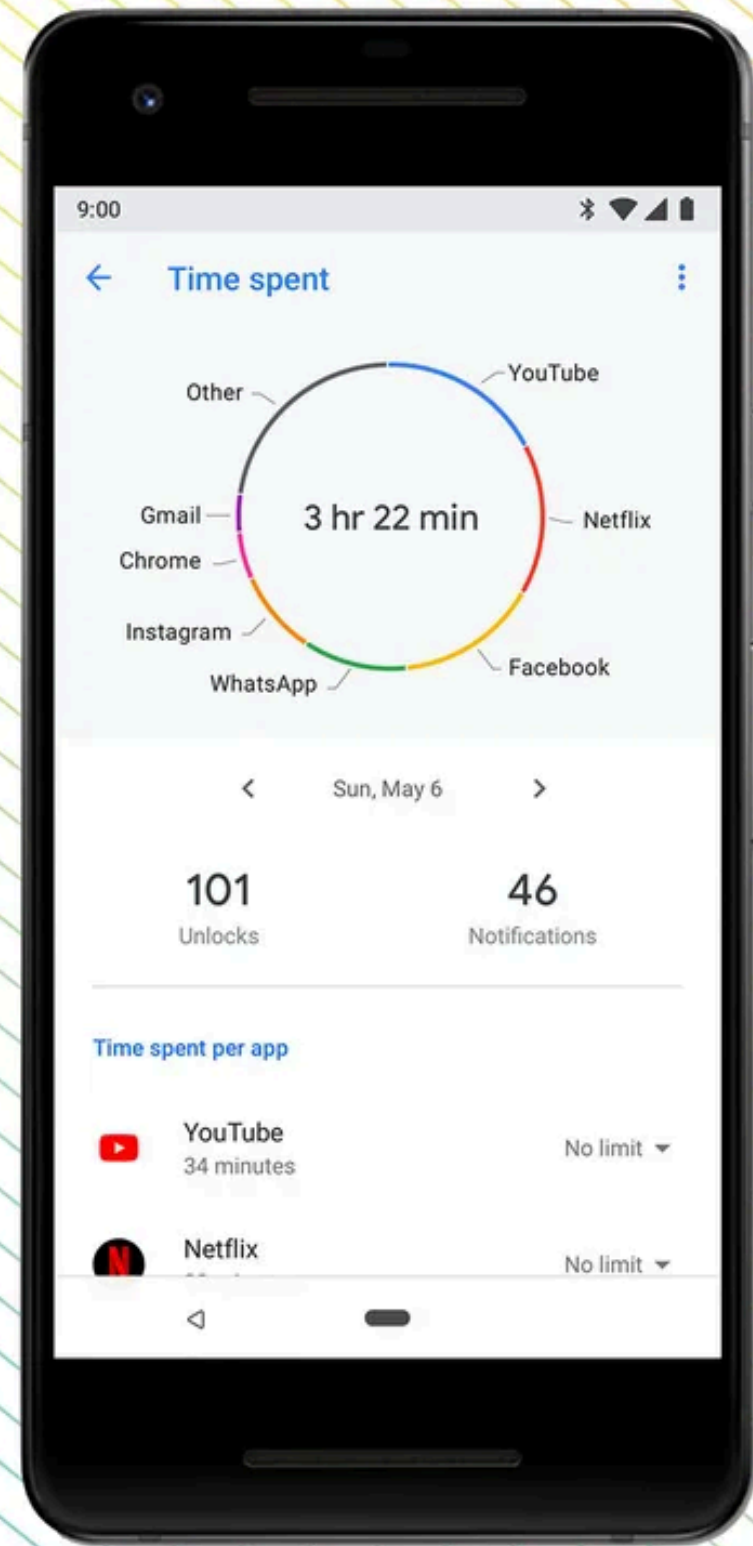 9:00
Time spent
YouTube
Other
Gmail
3 hr 22 min
Netflix
Chrome
Instagram
Facebook
WhatsApp
Sun, May 6
101
46
Unlocks
Notifications
Time spent per app
YouTube
34 minutes
No limit
N
Netflix
No limit